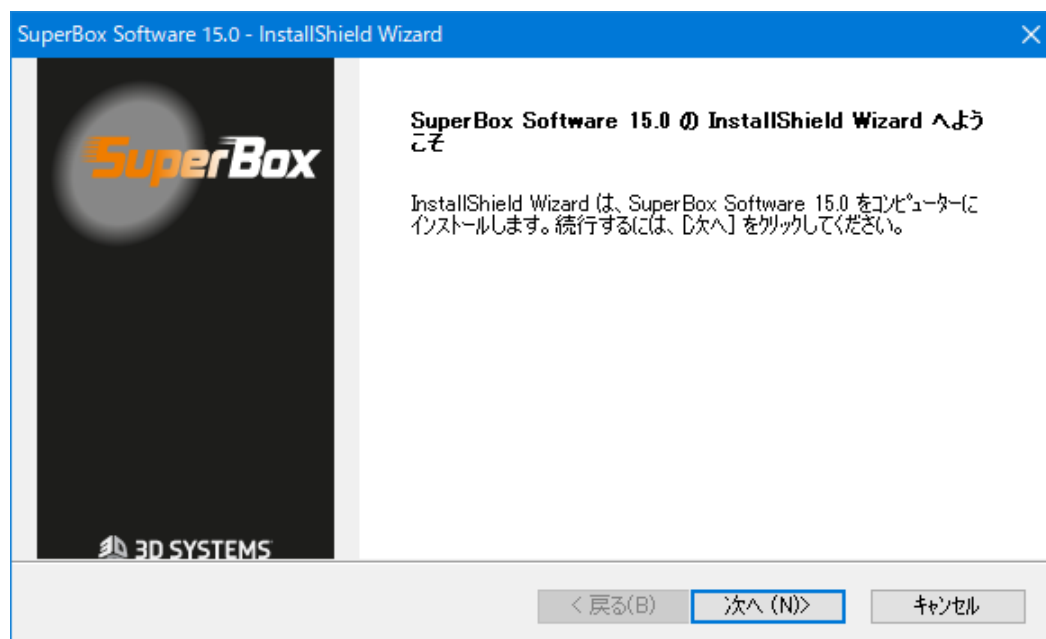 SuperBox Software 15.0 - InstallShield Wizard
SuperBox
SuperBox Software 15.0 の InstallShield Wizard へよう
こそ
InstallShield Wizard は、SuperBox Software 15.0 をコンピューターに
インストールします。続行するには、[次へ] をクリックしてください。
3D SYSTEMS
< 戻る(B)
次へ (N)>
キャンセル